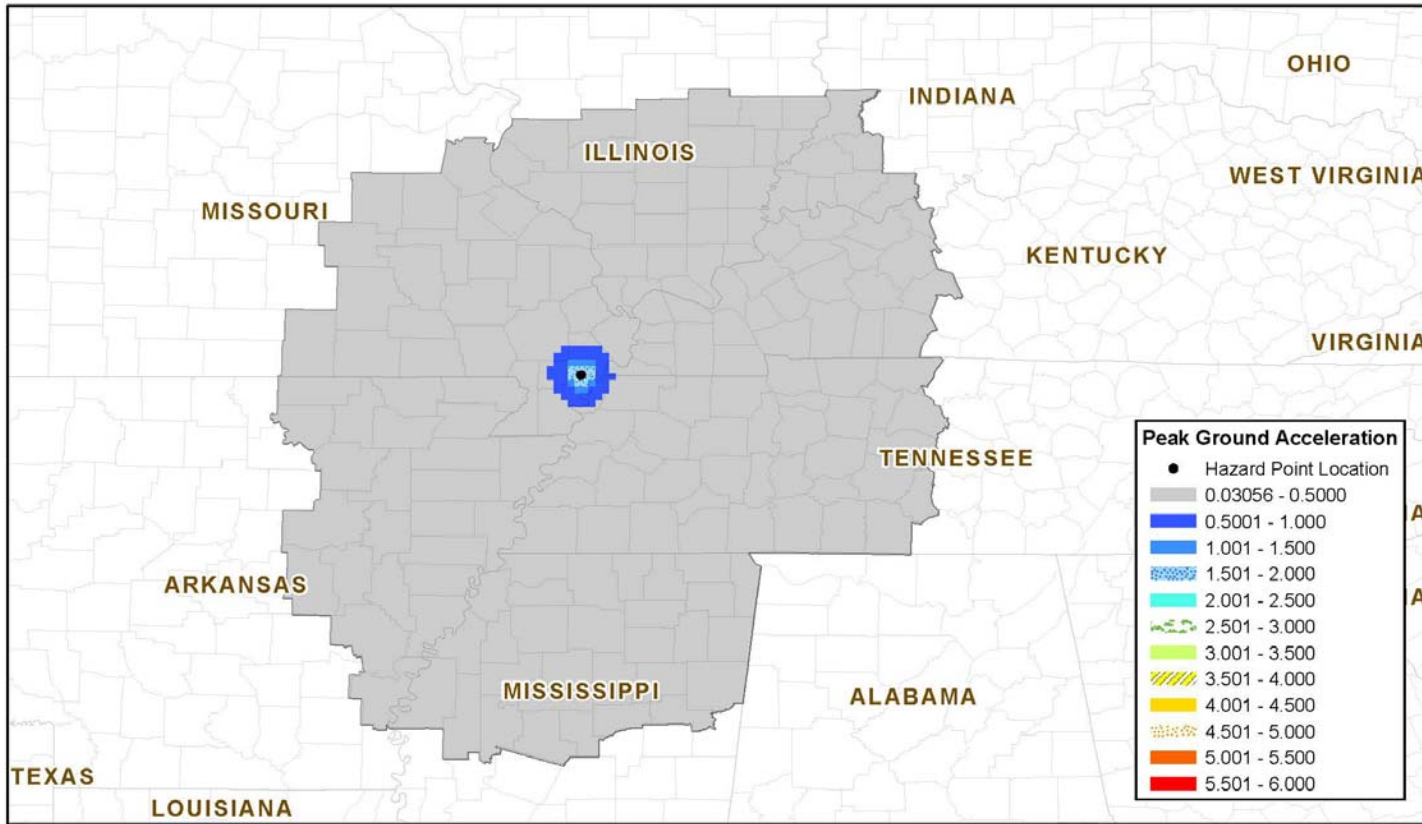 OHIO
INDIANA
ILLINOIS
WEST VIRGINIA
MISSOURI
KENTUCKY
VIRGINIA
TENNESSEE
ARKANSAS
MISSISSIPPI
ALABAMA
TEXAS
LOUISIANA
A
A
Peak Ground Acceleration
Hazard Point Location
0.03056 - 0.5000
0.5001 - 1.000
1.001 - 1.500
1.501 - 2.000
2.001 - 2.500
2.501 - 3.000
3.001 - 3.500
3.501 - 4.000
4.001 - 4.500
4.501 - 5.000
5.001 - 5.500
5.501 - 6.000